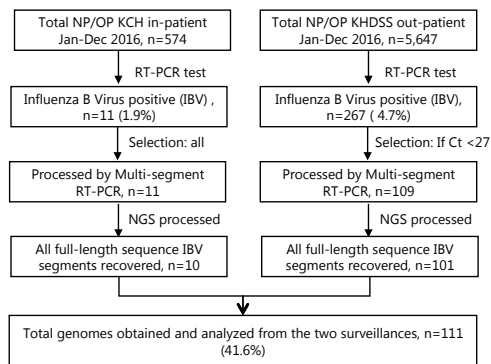 Total NP/OP KCH in-patient
Jan-Dec 2016, n=574
RT-PCR test
Influenza B Virus positive (IBV) ,
n=11 (1.9%)
Selection: all
Processed by Multi-segment
RT-PCR, n=11
NGS processed
All full-length sequence IBV
segments recovered, n=10
Total NP/OP KHDSS out-patient
Jan-Dec 2016, n=5,647
RT-PCR test
Influenza B Virus positive (IBV),
n=267 ( 4.7%)
Selection: If Ct <27
Processed by Multi-segment
RT-PCR, n=109
NGS processed
All full-length sequence IBV
segments recovered, n=101
Total genomes obtained and analyzed from the two surveillances, n=111
(41.6%)